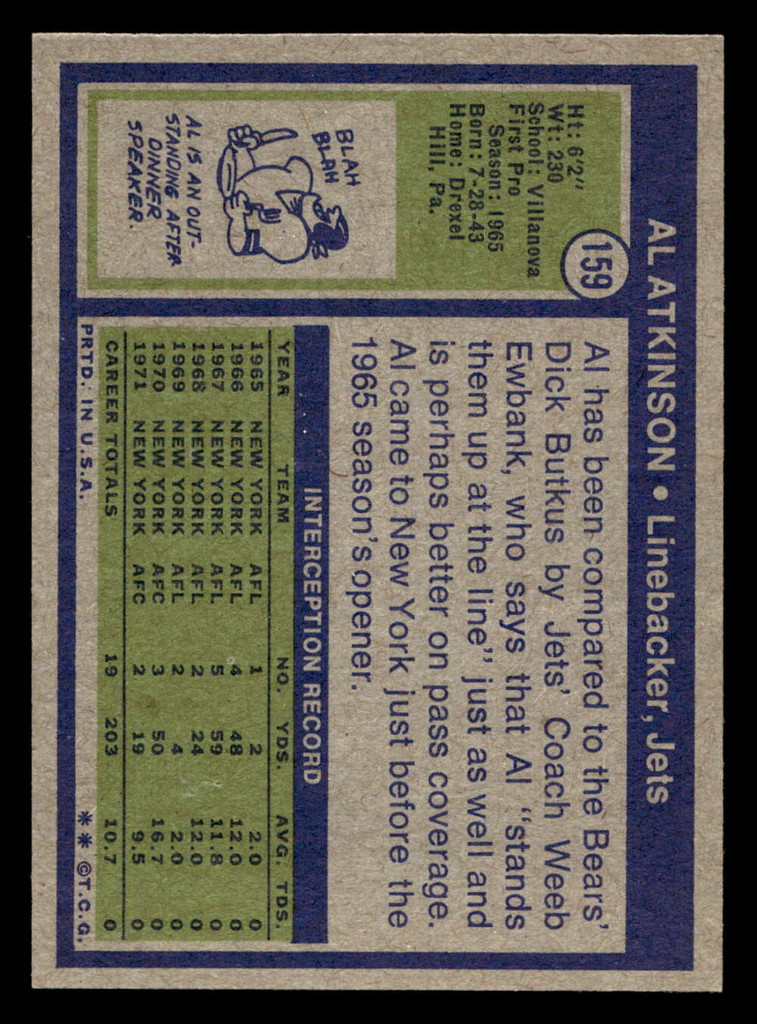 AL ATKINSON • Linebacker, Jets
159
Ht: 6'2"
Wt: 230
School: Villanova
First Pro
Season: 1965
Born: 7-28-43
Home: Drexel
Hill, Pa.
BLAH
BLAH
AL IS AN OUT-
STANDING AFTER
DINNER
SPEAKER.
Al has been compared to the Bears'
Dick Butkus by Jets' Coach Weeb
Ewbank, who says that Al "stands
them up at the line" just as well and
is perhaps better on pass coverage.
Al came to New York just before the
1965 season's opener.
INTERCEPTION RECORD
YEAR TEAM NO. YDS. AVG. TDS.
1965 NEW YORK AFL 1 2 2.0 0
1966 NEW YORK AFL 4 48 12.0 0
1967 NEW YORK AFL 5 59 11.8 0
1968 NEW YORK AFL 2 24 12.0 0
1969 NEW YORK AFL 2 4 2.0 0
1970 NEW YORK AFC 3 50 16.7 0
1971 NEW YORK AFC 2 19 9.5 0
CAREER TOTALS 19 203 10.7 0
PRTD. IN U.S.A. ** ©T.C.G.